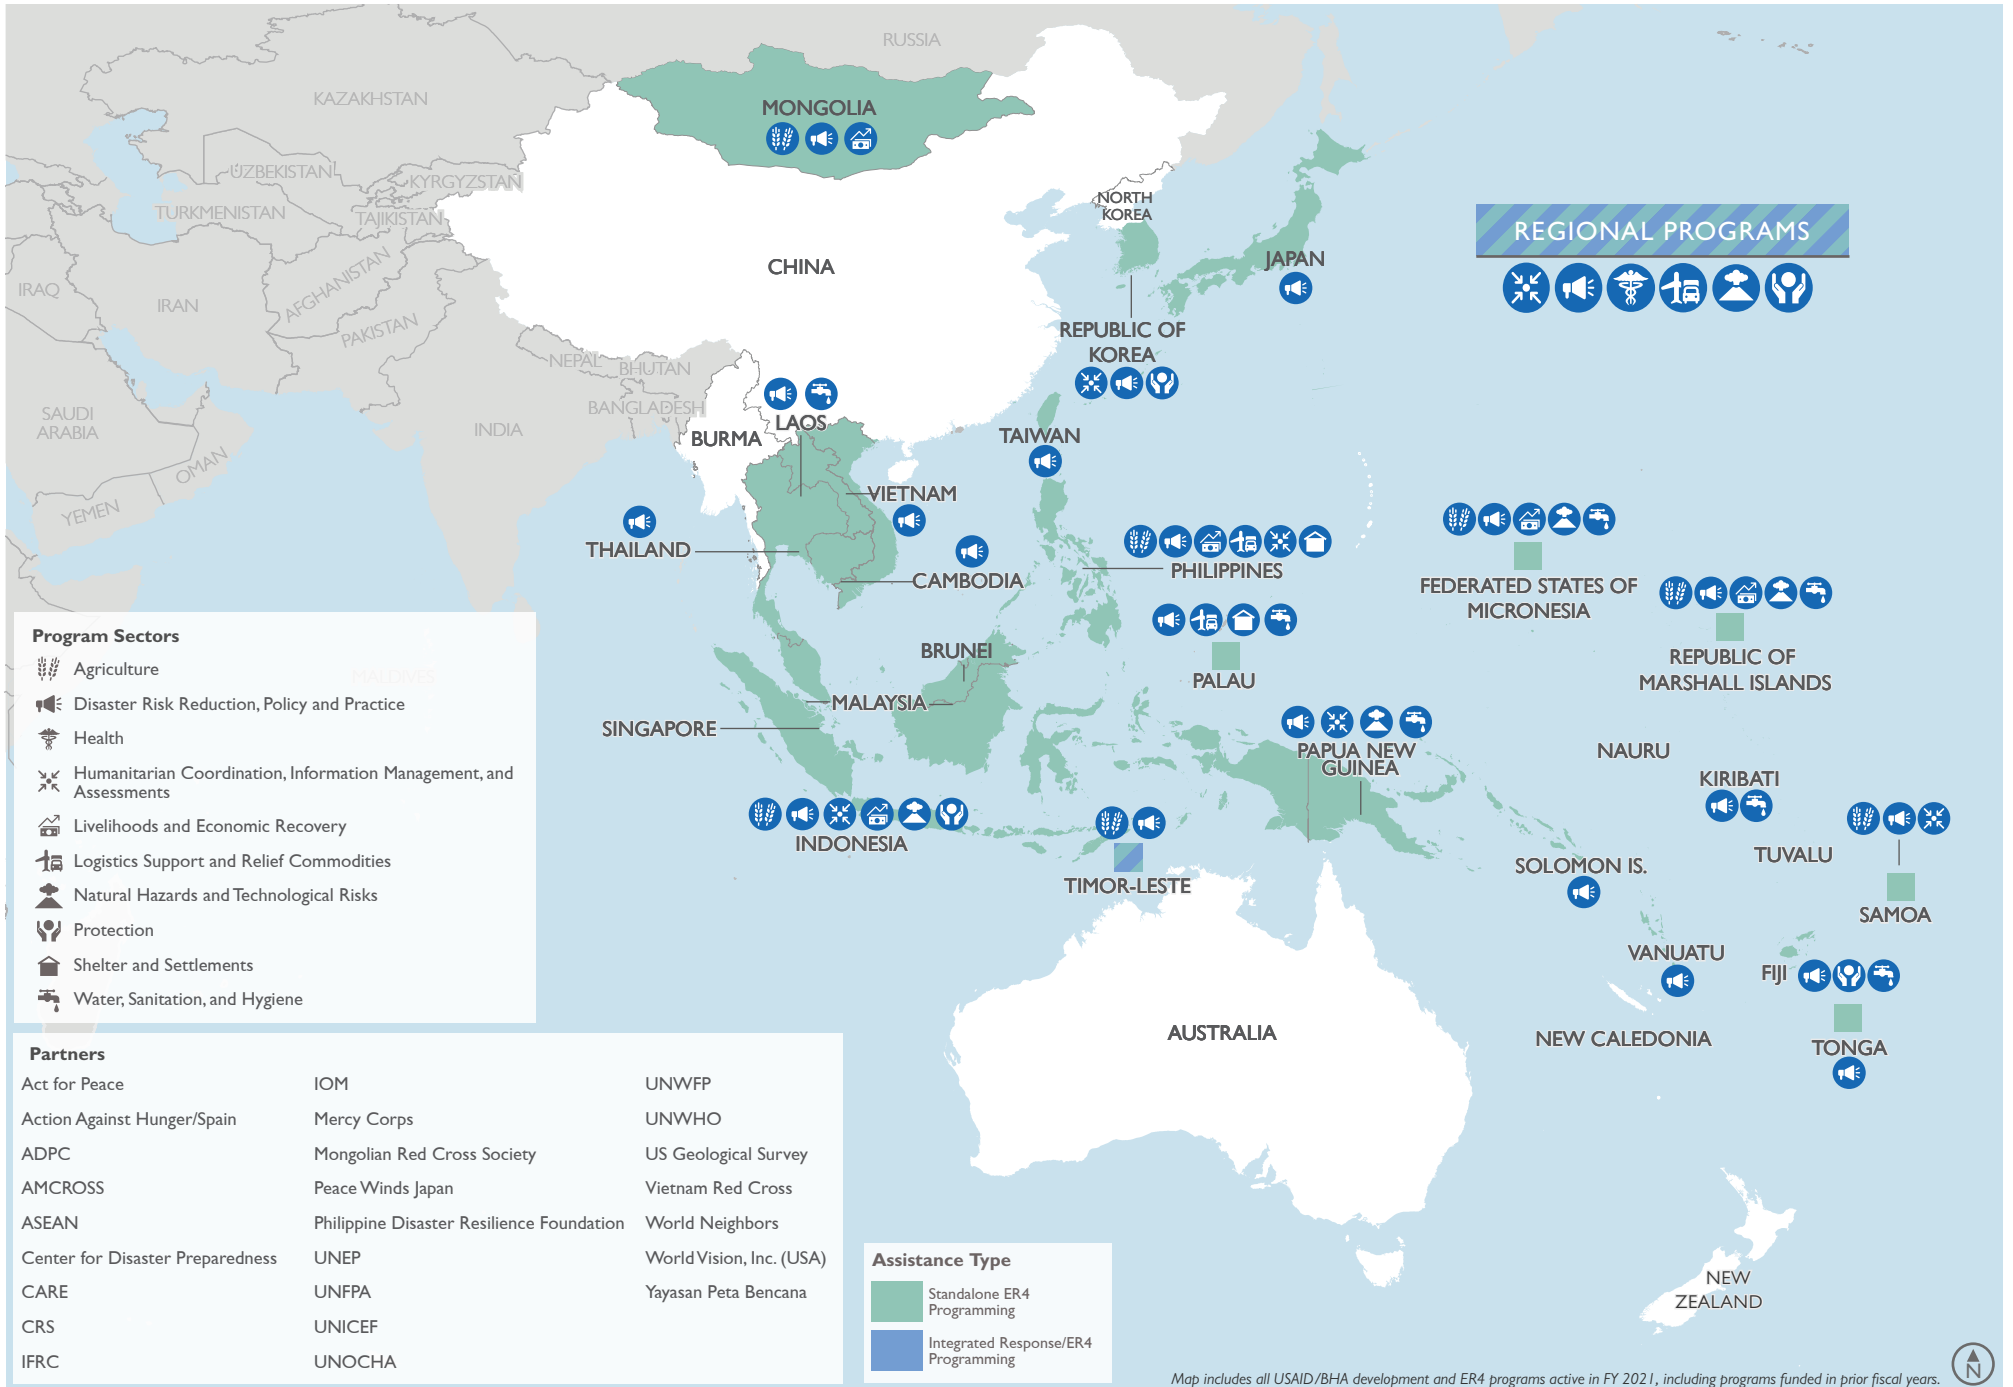 RUSSIA
KAZAKHSTAN
MONGOLIA
UZBEKISTAN
KYRGYZSTAN
TURKMENISTAN
TAJIKISTAN
NORTH
KOREA
REGIONAL PROGRAMS
CHINA
JAPAN
IRAQ
IRAN
AFGHANISTAN
PAKISTAN
REPUBLIC OF
KOREA
NEPAL
BHUTAN
BANGLADESH
SAUDI
ARABIA
INDIA
LAOS
BURMA
TAIWAN
OMAN
YEMEN
VIETNAM
THAILAND
CAMBODIA
PHILIPPINES
FEDERATED STATES OF
MICRONESIA
REPUBLIC OF
MARSHALL ISLANDS
PALAU
BRUNEI
MALAYSIA
SINGAPORE
MALDIVES
PAPUA NEW
GUINEA
NAURU
KIRIBATI
INDONESIA
TIMOR-LESTE
SOLOMON IS.
TUVALU
SAMOA
VANUATU
FIJI
AUSTRALIA
NEW CALEDONIA
TONGA
NEW
ZEALAND
Program Sectors
Agriculture
Disaster Risk Reduction, Policy and Practice
Health
Humanitarian Coordination, Information Management, and
Assessments
Livelihoods and Economic Recovery
Logistics Support and Relief Commodities
Natural Hazards and Technological Risks
Protection
Shelter and Settlements
Water, Sanitation, and Hygiene
Partners
Act for Peace
Action Against Hunger/Spain
ADPC
AMCROSS
ASEAN
Center for Disaster Preparedness
CARE
CRS
IFRC
IOM
Mercy Corps
Mongolian Red Cross Society
Peace Winds Japan
Philippine Disaster Resilience Foundation
UNEP
UNFPA
UNICEF
UNOCHA
UNWFP
UNWHO
US Geological Survey
Vietnam Red Cross
World Neighbors
World Vision, Inc. (USA)
Yayasan Peta Bencana
Assistance Type
Standalone ER4
Programming
Integrated Response/ER4
Programming
Map includes all USAID/BHA development and ER4 programs active in FY 2021, including programs funded in prior fiscal years.
N